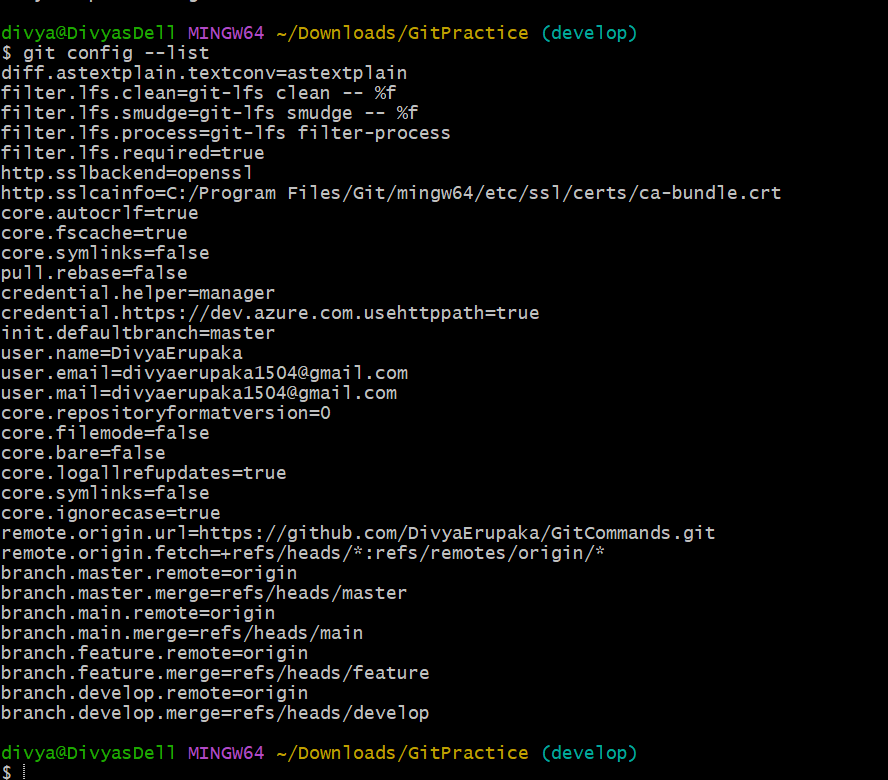 divya@DivyasDell MINGW64 ~/Downloads/GitPractice (develop)
$ git config --list
diff.astextplain.textconv=astextplain
filter.lfs.clean=git-lfs clean -- %f
filter.lfs.smudge=git-lfs smudge -- %f
filter.lfs.process=git-lfs filter-process
filter.lfs.required=true
http.sslbackend=openssl
http.sslcainfo=C:/Program Files/Git/mingw64/etc/ssl/certs/ca-bundle.crt
core.autocrlf=true
core.fscache=true
core.symlinks=false
pull.rebase=false
credential.helper=manager
credential.https://dev.azure.com.usehttppath=true
init.defaultbranch=master
user.name=DivyaErupaka
user.email=divyaerupaka1504@gmail.com
user.mail=divyaerupaka1504@gmail.com
core.repositoryformatversion=0
core.filemode=false
core.bare=false
core.logallrefupdates=true
core.symlinks=false
core.ignorecase=true
remote.origin.url=https://github.com/DivyaErupaka/GitCommands.git
remote.origin.fetch=+refs/heads/*:refs/remotes/origin/*
branch.master.remote=origin
branch.master.merge=refs/heads/master
branch.main.remote=origin
branch.main.merge=refs/heads/main
branch.feature.remote=origin
branch.feature.merge=refs/heads/feature
branch.develop.remote=origin
branch.develop.merge=refs/heads/develop
divya@DivyasDell MINGW64 ~/Downloads/GitPractice (develop)
$